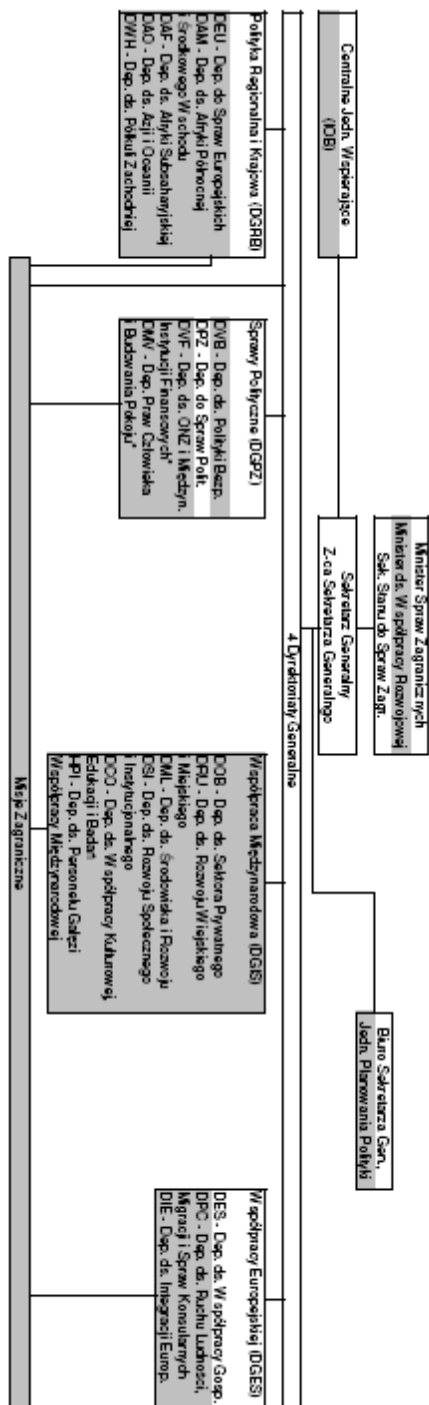 Minister Spraw Zagranicznych
Minister ds. Współpracy Rozwojowej
Sek. Stanu do Spraw Zagr.
Sekretarz Generalny
Z-ca Sekretarza Generalngo
Centralne Jedn. Wspierające
(IOB)
Biuro Sekretarza Gen.,
Jedn. Planowania Polityki
4 Dyrektoriaty Generalne
Polityka Regionalna i Krajowa (DGRB)
DEU - Dep. do Spraw Europejskich
DAM - Dep. ds. Afryki Północnej
i Środkowego Wschodu
DAF - Dep. ds. Afryki Subsaharyjskiej
DAO - Dep. ds. Azji i Oceanii
DWH - Dep. ds. Półkuli Zachodniej
Sprawy Polityczne (DGPZ)
DVB - Dep. ds. Polityki Bezp.
DPZ - Dep. do Spraw Polit.
DVF - Dep. ds. ONZ i Międzyn.
Instytucji Finansowych*
DMV - Dep. Praw Człowieka
i Budowania Pokoju*
Współpraca Międzynarodowa (DGIS)
DOB - Dep. ds. Sektora Prywatnego
DRU - Dep. ds. Rozwoju Wiejskiego
i Miejskiego
DML - Dep. ds. Środowiska i Rozwoju
DSI - Dep. ds. Rozwoju Społecznego
i Instytucjonalnego
DCO - Dep. ds. Współpracy Kulturowej,
Edukacji i Badań
HPI - Dep. ds. Personelu Gałęzi
Współpracy Międzynarodowej
Współpracy Europejskiej (DGES)
DES - Dep. ds. Współpracy Gosp.
DPC - Dep. ds. Ruchu Ludności,
Migracji i Spraw Konsularnych
DIE - Dep. ds. Integracji Europ.
Misje Zagraniczne